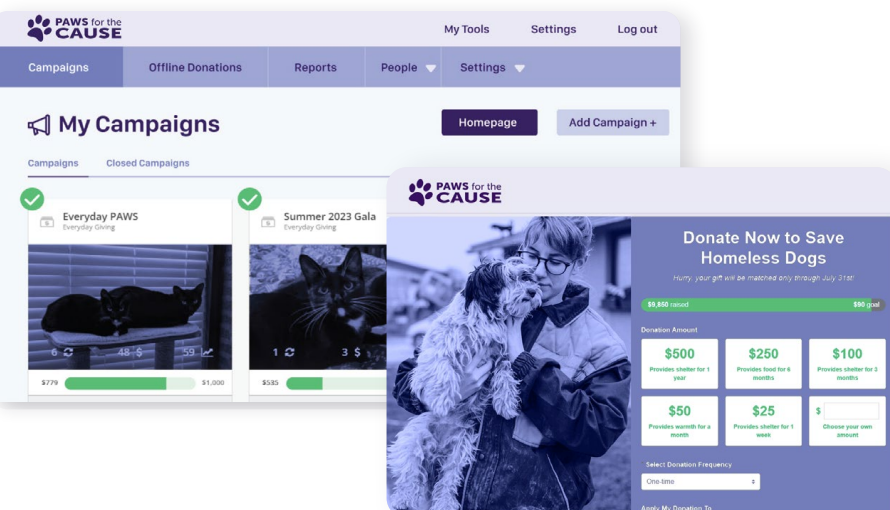 PAWS for the
CAUSE
My Tools Settings Log out
Campaigns Offline Donations Reports People Settings
My Campaigns
Homepage Add Campaign +
Campaigns Closed Campaigns
Everyday PAWS
Everyday Giving
Summer 2023 Gala
Everyday Giving
6 48 $ 59
1 3 $
$779 $1,000
$535
PAWS for the
CAUSE
Donate Now to Save
Homeless Dogs
Hurry, your gift will be matched only through July 31st!
$9,850 raised $90 goal
Donation Amount
$500
Provides shelter for 1
year
$250
Provides food for 6
months
$100
Provides shelter for 3
months
$50
Provides warmth for a
month
$25
Provides shelter for 1
week
$
Choose your own
amount
Select Donation Frequency
One-time
Apply My Donation To